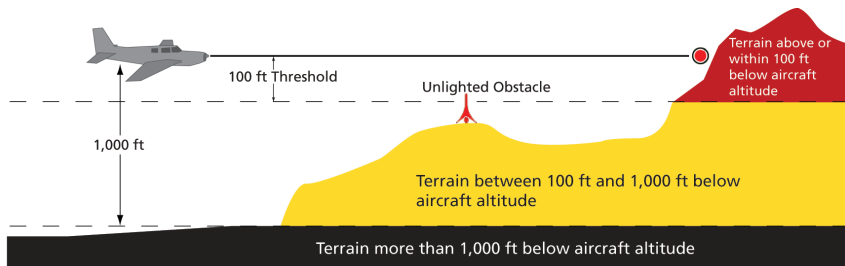 100 ft Threshold
Unlighted Obstacle
Terrain above or
within 100 ft
below aircraft
altitude
1,000 ft
Terrain between 100 ft and 1,000 ft below
aircraft altitude
Terrain more than 1,000 ft below aircraft altitude